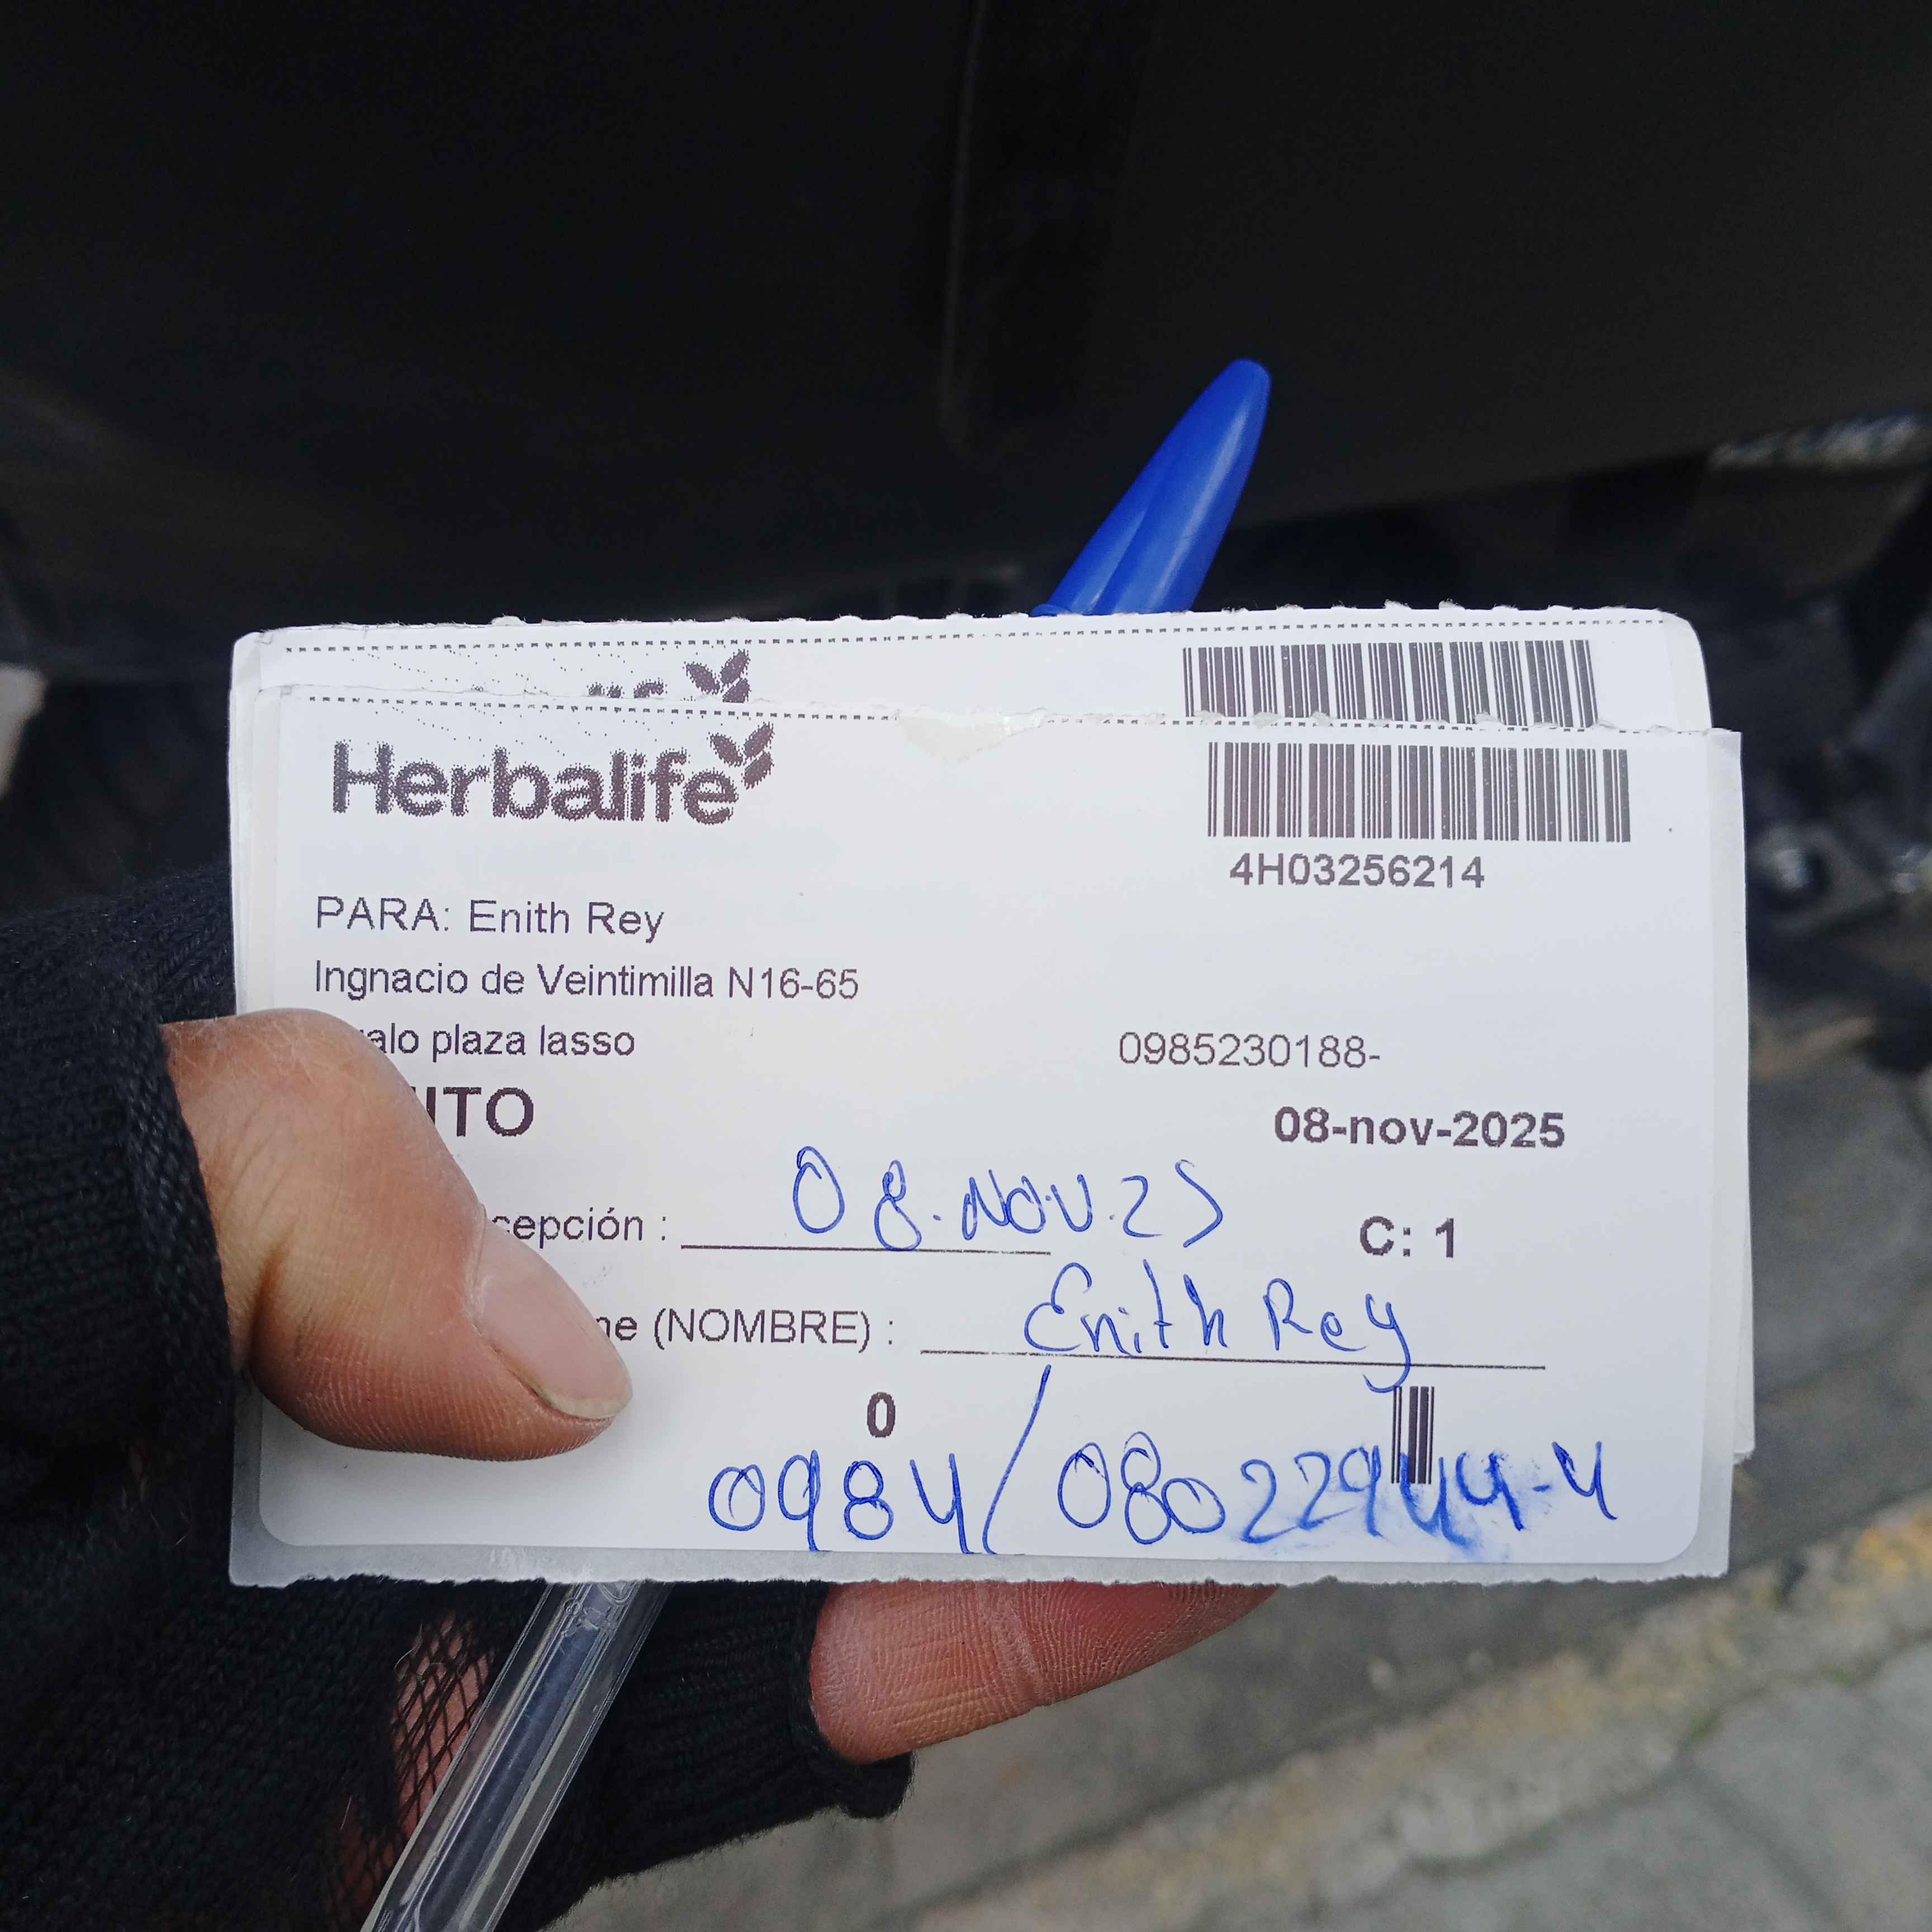 Herbalife
4H03256214
PARA: Enith Rey
Ingnacio de Veintimilla N16-65
alo plaza lasso
0985230188-
ITO
08-nov-2025
cepción : 08.NOV.25
C: 1
ne (NOMBRE) : Enith Rey
0
0984/080229444-4